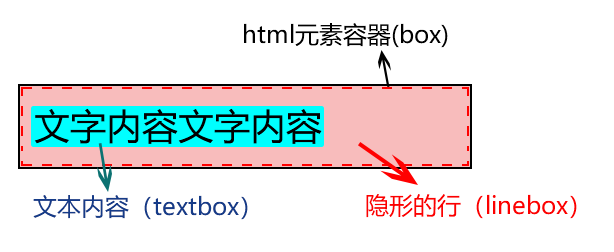 html元素容器(box)
文字内容文字内容
文本内容（textbox）
隐形的行（linebox）